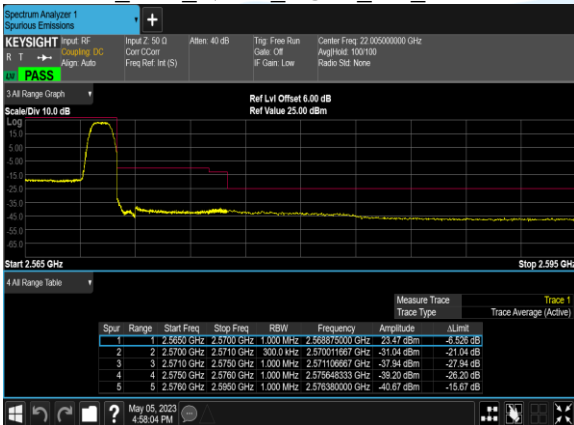 Spectrum Analyzer 1
Spurious Emissions
KEYSIGHT Input: RF Input Z: 50 Ω Atten: 40 dB Trig: Free Run Center Freq: 22.005000000 GHz
R T Coupling: DC Corr CCorr Gate: Off Avg|Hold: 100/100
Align: Auto Freq Ref: Int (S) IF Gain: Low Radio Std: None
PASS
3 All Range Graph
Ref Lvl Offset 6.00 dB
Scale/Div 10.0 dB Ref Value 25.00 dBm
Log
15.0
5.00
-5.00
-15.0
-25.0
-35.0
-45.0
-55.0
-65.0
Start 2.565 GHz Stop 2.595 GHz
4 All Range Table
Measure Trace Trace 1
Trace Type Trace Average (Active)
Spur Range Start Freq Stop Freq RBW Frequency Amplitude ΔLimit
1 1 2.5650 GHz 2.5700 GHz 1.000 MHz 2.568875000 GHz 23.47 dBm -6.526 dB
2 2 2.5700 GHz 2.5710 GHz 300.0 kHz 2.570011667 GHz -31.04 dBm -21.04 dB
3 3 2.5710 GHz 2.5750 GHz 1.000 MHz 2.571106667 GHz -37.94 dBm -27.94 dB
4 4 2.5750 GHz 2.5760 GHz 1.000 MHz 2.575648333 GHz -39.20 dBm -26.20 dB
5 5 2.5760 GHz 2.5950 GHz 1.000 MHz 2.576380000 GHz -40.67 dBm -15.67 dB
May 05, 2023
4:58:04 PM